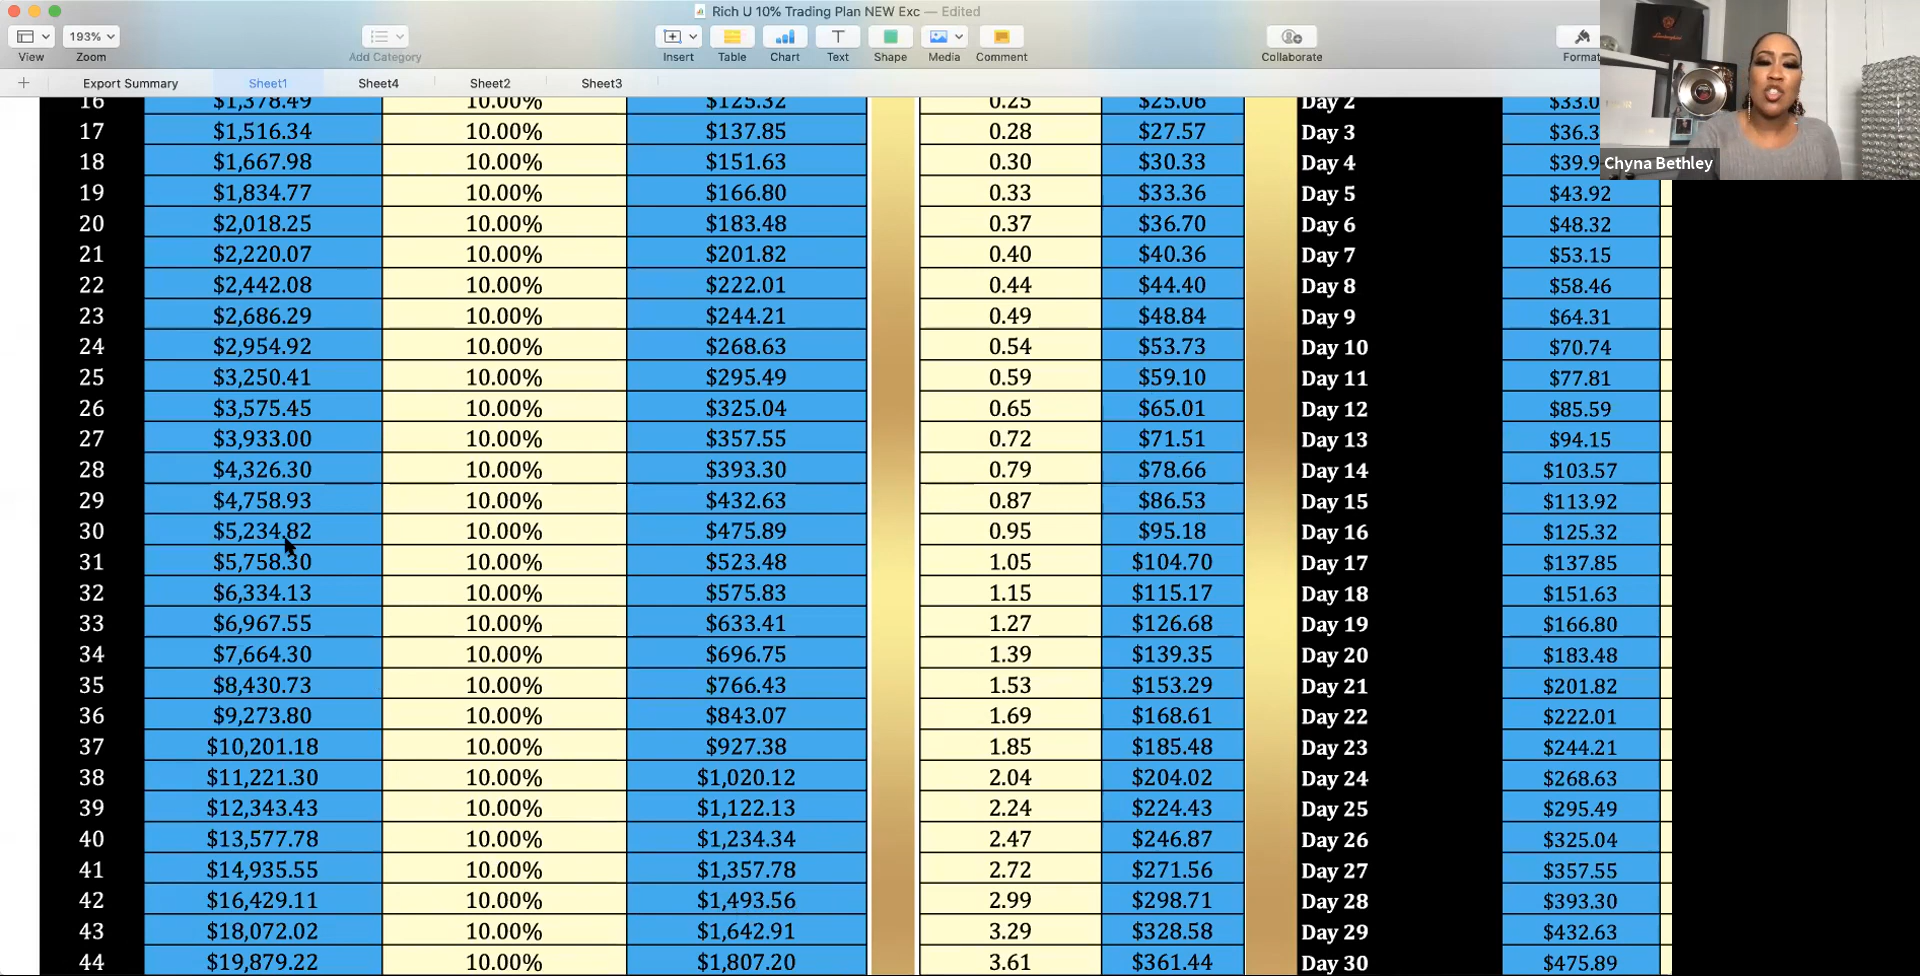 Rich U 10% Trading Plan NEW Exc — Edited
View
193%
Zoom
Add Category
Insert
Table
Chart
Text
Shape
Media
Comment
Collaborate
Format
Export Summary Sheet1 Sheet4 Sheet2 Sheet3
Chyna Bethley
16 $1,378.49 10.00% $125.32 0.25 $25.06 Day 2 $33.0
17 $1,516.34 10.00% $137.85 0.28 $27.57 Day 3 $36.3
18 $1,667.98 10.00% $151.63 0.30 $30.33 Day 4 $39.9
19 $1,834.77 10.00% $166.80 0.33 $33.36 Day 5 $43.92
20 $2,018.25 10.00% $183.48 0.37 $36.70 Day 6 $48.32
21 $2,220.07 10.00% $201.82 0.40 $40.36 Day 7 $53.15
22 $2,442.08 10.00% $222.01 0.44 $44.40 Day 8 $58.46
23 $2,686.29 10.00% $244.21 0.49 $48.84 Day 9 $64.31
24 $2,954.92 10.00% $268.63 0.54 $53.73 Day 10 $70.74
25 $3,250.41 10.00% $295.49 0.59 $59.10 Day 11 $77.81
26 $3,575.45 10.00% $325.04 0.65 $65.01 Day 12 $85.59
27 $3,933.00 10.00% $357.55 0.72 $71.51 Day 13 $94.15
28 $4,326.30 10.00% $393.30 0.79 $78.66 Day 14 $103.57
29 $4,758.93 10.00% $432.63 0.87 $86.53 Day 15 $113.92
30 $5,234.82 10.00% $475.89 0.95 $95.18 Day 16 $125.32
31 $5,758.30 10.00% $523.48 1.05 $104.70 Day 17 $137.85
32 $6,334.13 10.00% $575.83 1.15 $115.17 Day 18 $151.63
33 $6,967.55 10.00% $633.41 1.27 $126.68 Day 19 $166.80
34 $7,664.30 10.00% $696.75 1.39 $139.35 Day 20 $183.48
35 $8,430.73 10.00% $766.43 1.53 $153.29 Day 21 $201.82
36 $9,273.80 10.00% $843.07 1.69 $168.61 Day 22 $222.01
37 $10,201.18 10.00% $927.38 1.85 $185.48 Day 23 $244.21
38 $11,221.30 10.00% $1,020.12 2.04 $204.02 Day 24 $268.63
39 $12,343.43 10.00% $1,122.13 2.24 $224.43 Day 25 $295.49
40 $13,577.78 10.00% $1,234.34 2.47 $246.87 Day 26 $325.04
41 $14,935.55 10.00% $1,357.78 2.72 $271.56 Day 27 $357.55
42 $16,429.11 10.00% $1,493.56 2.99 $298.71 Day 28 $393.30
43 $18,072.02 10.00% $1,642.91 3.29 $328.58 Day 29 $432.63
44 $19,879.22 10.00% $1,807.20 3.61 $361.44 Day 30 $475.89